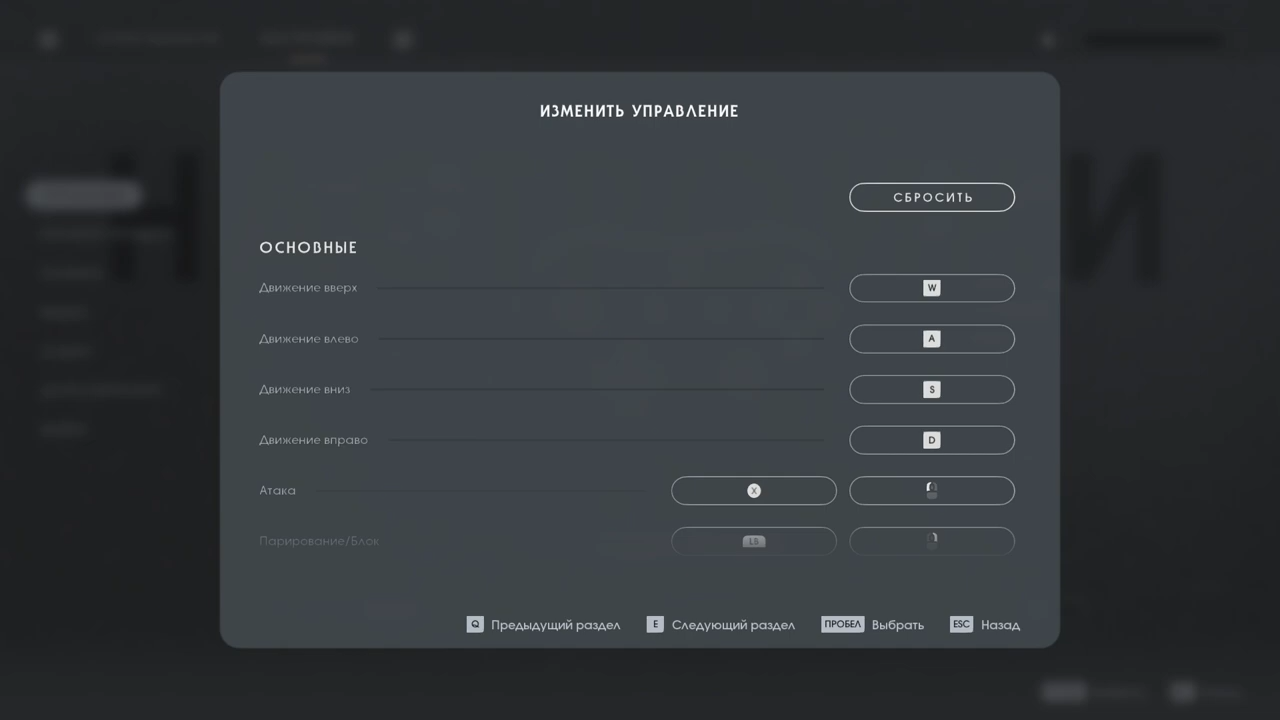 ИЗМЕНИТЬ УПРАВЛЕНИЕ
СБРОСИТЬ
ОСНОВНЫЕ
Движение вверх W
Движение влево A
Движение вниз S
Движение вправо D
Атака X
Парирование/Блок LB
Q Предыдущий раздел E Следующий раздел ПРОБЕЛ Выбрать ESC Назад